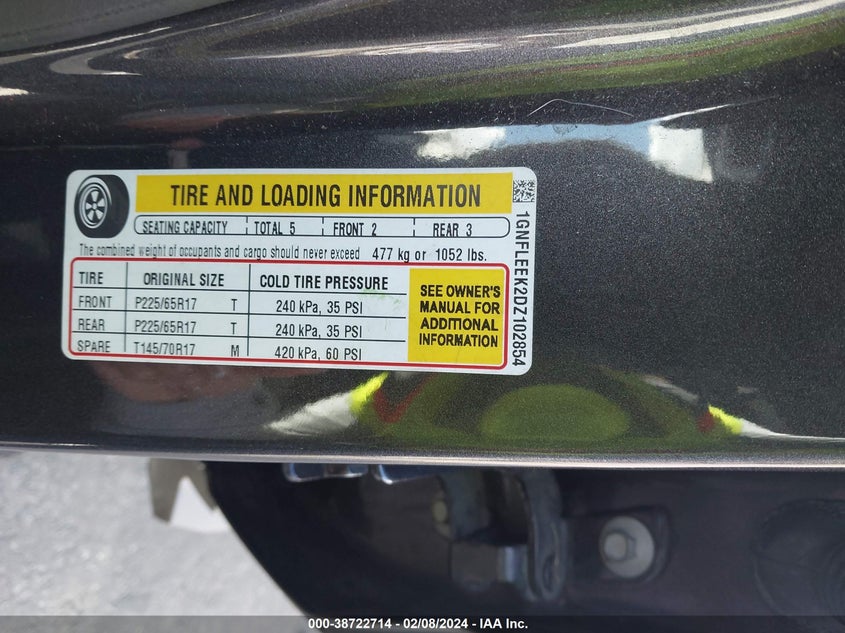 TIRE AND LOADING INFORMATION
SEATING CAPACITY TOTAL 5 FRONT 2 REAR 3
The combined weight of occupants and cargo should never exceed 477 kg or 1052 lbs.
TIRE ORIGINAL SIZE COLD TIRE PRESSURE
FRONT P225/65R17 T 240 kPa, 35 PSI
REAR P225/65R17 T 240 kPa, 35 PSI
SPARE T145/70R17 M 420 kPa, 60 PSI
SEE OWNER'S
MANUAL FOR
ADDITIONAL
INFORMATION
1GNFLEEK2DZ102854
000-38722714 - 02/08/2024 - IAA Inc.